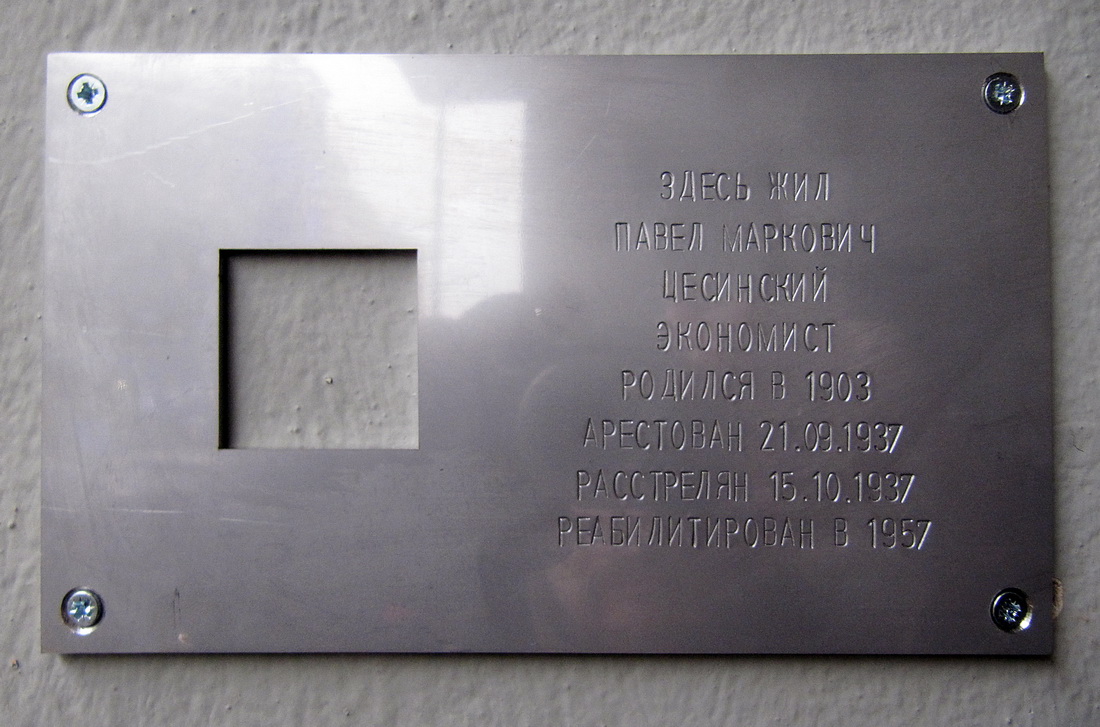 ЗДЕСЬ ЖИЛ
ПАВЕЛ МАРКОВИЧ
ЦЕСИНСКИЙ
ЭКОНОМИСТ
РОДИЛСЯ В 1903
АРЕСТОВАН 21.09.1937
РАССТРЕЛЯН 15.10.1937
РЕАБИЛИТИРОВАН В 1957